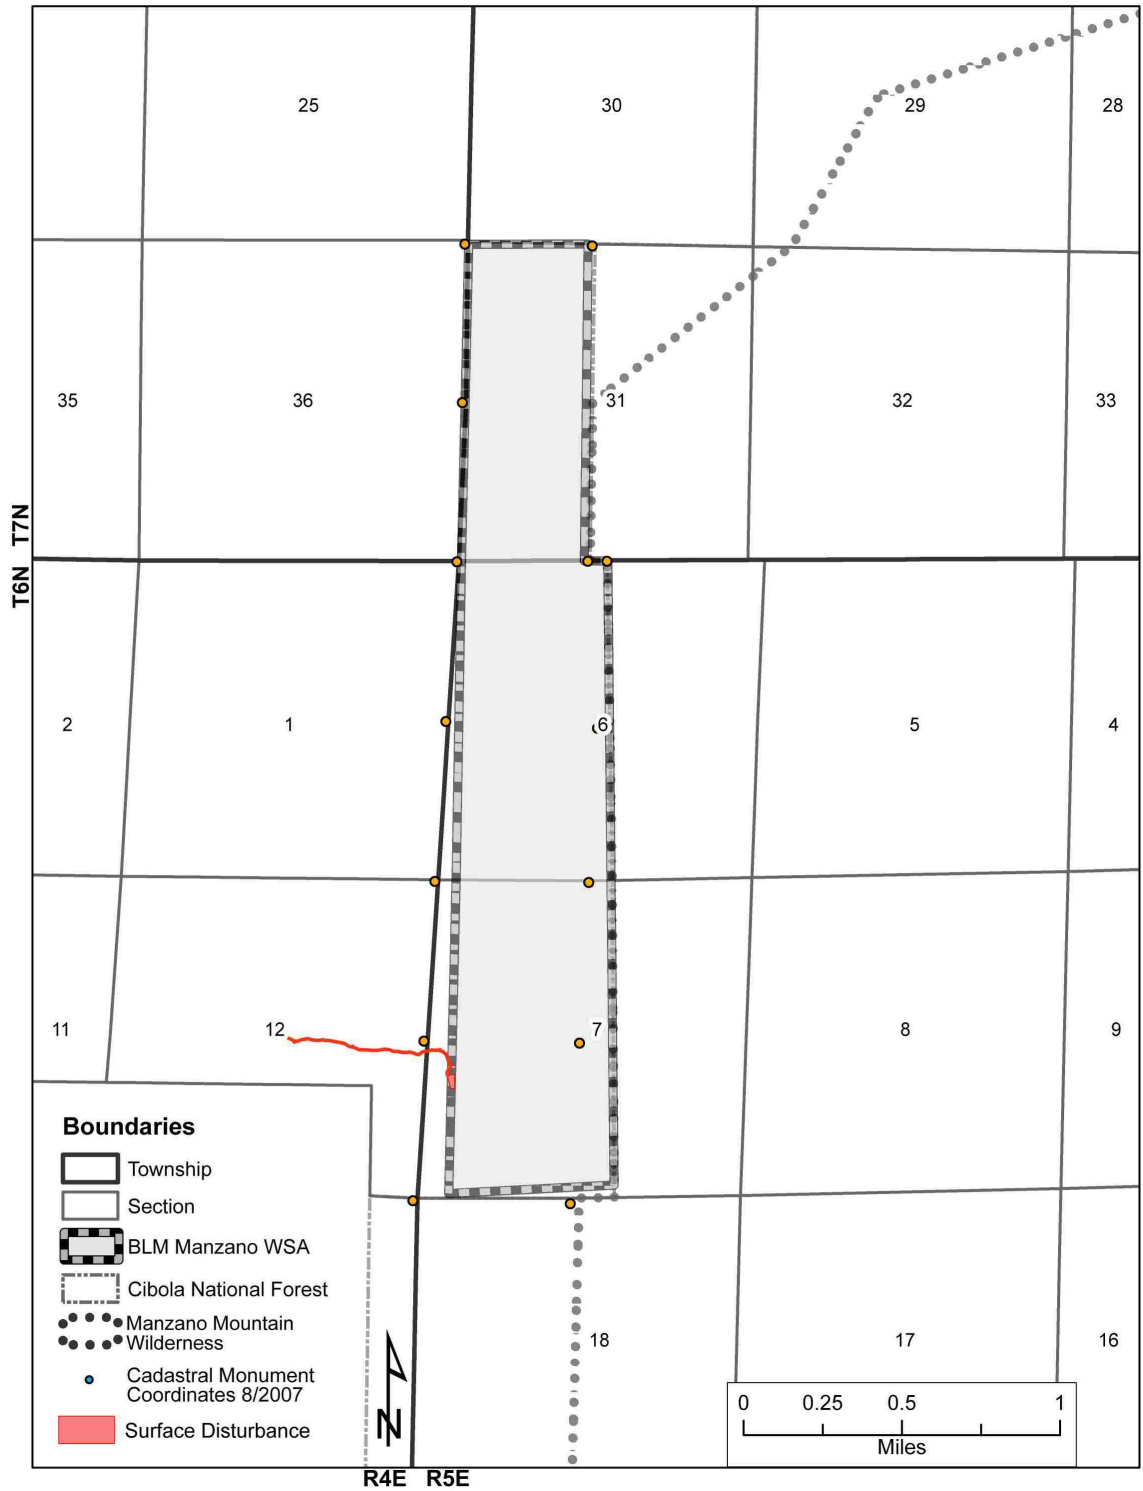 25 30 29 28
35 36 31 32 33
T7N
T6N
2 1 6 5 4
11 12 7 8 9
Boundaries
Township
Section
BLM Manzano WSA
Cibola National Forest
Manzano Mountain
Wilderness
Cadastral Monument
Coordinates 8/2007
Surface Disturbance
N
18 17 16
0 0.25 0.5 1
Miles
R4E R5E